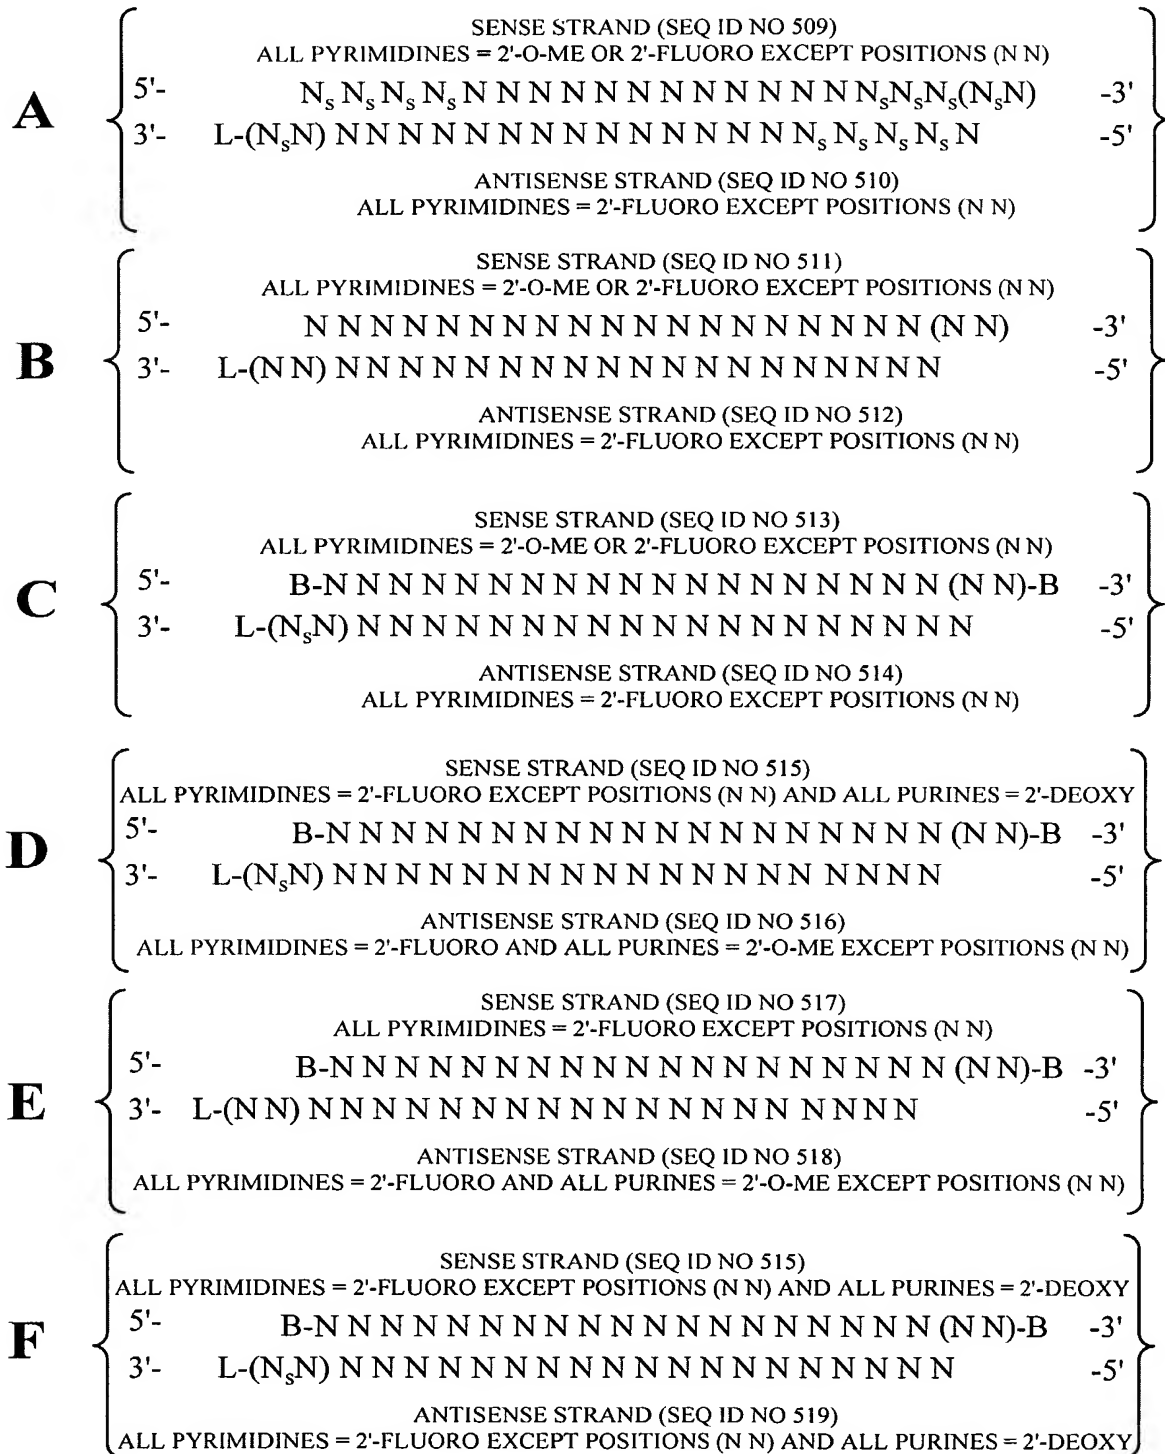 SENSE STRAND (SEQ ID NO 509)
ALL PYRIMIDINES = 2'-O-ME OR 2'-FLUORO EXCEPT POSITIONS (N N)
A
5'- NₛNₛNₛNₛN N N N N N N N N N N N NₛNₛNₛ(NₛN) -3'
3'- L-(NₛN) N N N N N N N N N N N N N N Nₛ Nₛ Nₛ Nₛ N -5'
ANTISENSE STRAND (SEQ ID NO 510)
ALL PYRIMIDINES = 2'-FLUORO EXCEPT POSITIONS (N N)
SENSE STRAND (SEQ ID NO 511)
ALL PYRIMIDINES = 2'-O-ME OR 2'-FLUORO EXCEPT POSITIONS (N N)
B
5'- N N N N N N N N N N N N N N N N N N N (N N) -3'
3'- L-(N N) N N N N N N N N N N N N N N N N N N N -5'
ANTISENSE STRAND (SEQ ID NO 512)
ALL PYRIMIDINES = 2'-FLUORO EXCEPT POSITIONS (N N)
SENSE STRAND (SEQ ID NO 513)
ALL PYRIMIDINES = 2'-O-ME OR 2'-FLUORO EXCEPT POSITIONS (N N)
C
5'- B-N N N N N N N N N N N N N N N N N N N (N N)-B -3'
3'- L-(NₛN) N N N N N N N N N N N N N N N N N N N -5'
ANTISENSE STRAND (SEQ ID NO 514)
ALL PYRIMIDINES = 2'-FLUORO EXCEPT POSITIONS (N N)
SENSE STRAND (SEQ ID NO 515)
ALL PYRIMIDINES = 2'-FLUORO EXCEPT POSITIONS (N N) AND ALL PURINES = 2'-DEOXY
D
5'- B-N N N N N N N N N N N N N N N N N N N (N N)-B -3'
3'- L-(NₛN) N N N N N N N N N N N N N N N N N N N -5'
ANTISENSE STRAND (SEQ ID NO 516)
ALL PYRIMIDINES = 2'-FLUORO AND ALL PURINES = 2'-O-ME EXCEPT POSITIONS (N N)
SENSE STRAND (SEQ ID NO 517)
ALL PYRIMIDINES = 2'-FLUORO EXCEPT POSITIONS (N N)
E
5'- B-N N N N N N N N N N N N N N N N N N N (N N)-B -3'
3'- L-(N N) N N N N N N N N N N N N N N N N N N N -5'
ANTISENSE STRAND (SEQ ID NO 518)
ALL PYRIMIDINES = 2'-FLUORO AND ALL PURINES = 2'-O-ME EXCEPT POSITIONS (N N)
SENSE STRAND (SEQ ID NO 515)
ALL PYRIMIDINES = 2'-FLUORO EXCEPT POSITIONS (N N) AND ALL PURINES = 2'-DEOXY
F
5'- B-N N N N N N N N N N N N N N N N N N N (N N)-B -3'
3'- L-(NₛN) N N N N N N N N N N N N N N N N N N N -5'
ANTISENSE STRAND (SEQ ID NO 519)
ALL PYRIMIDINES = 2'-FLUORO EXCEPT POSITIONS (N N) AND ALL PURINES = 2'-DEOXY